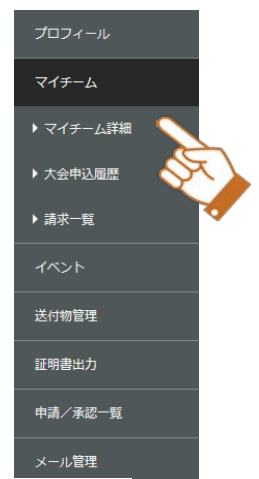 プロフィール
マイチーム
マイチーム詳細
大会申込履歴
請求一覧
イベント
送付物管理
証明書出力
申請／承認一覧
メール管理